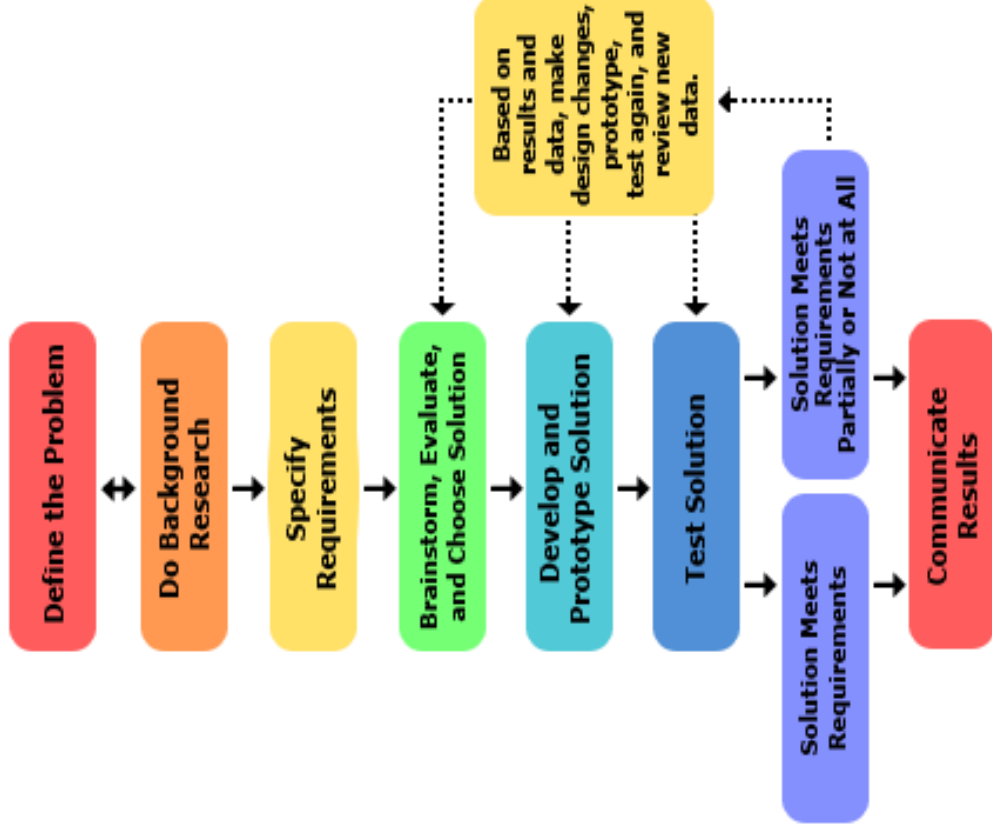 Define the Problem
Do Background
Research
Specify
Requirements
Brainstorm, Evaluate,
and Choose Solution
Develop and
Prototype Solution
Test Solution
Based on
results and
data, make
design changes,
prototype,
test again, and
review new
data.
Solution Meets
Requirements
Solution Meets
Requirements
Partially or Not at All
Communicate
Results